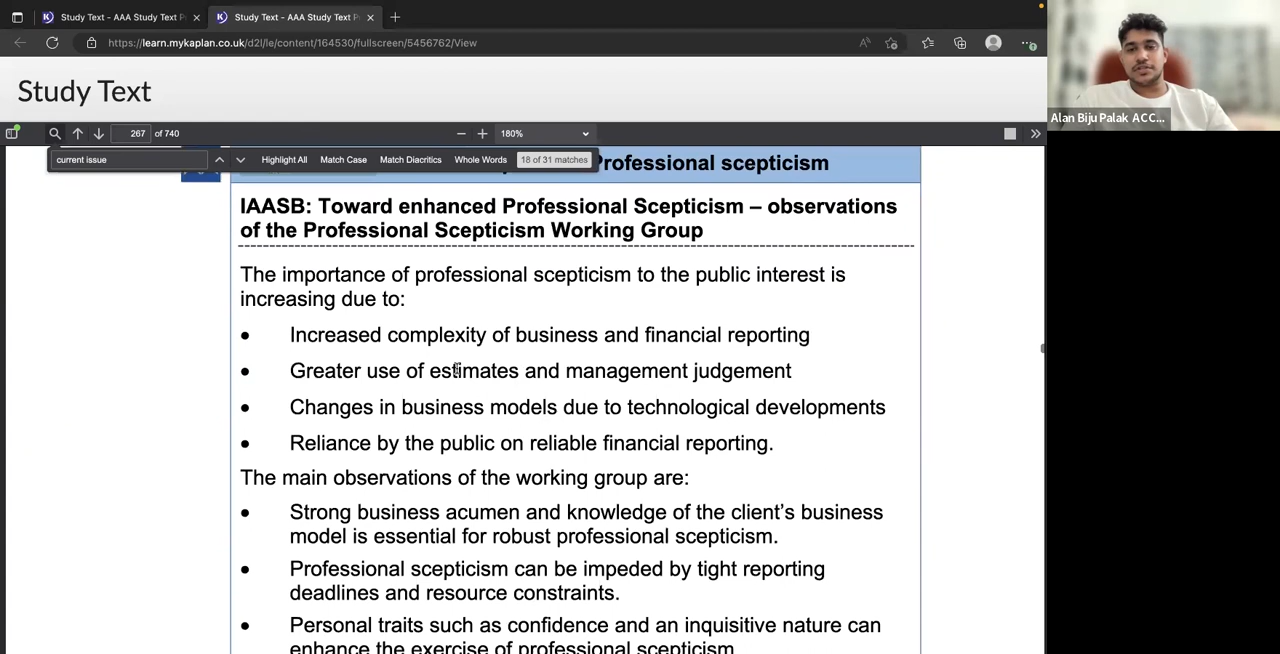 Study Text - AAA Study Text P
Study Text - AAA Study Text P
https://learn.mykaplan.co.uk/d2l/le/content/164530/fullscreen/5456762/View
Study Text
267 of 740
180%
current issue
Highlight All Match Case Match Diacritics Whole Words 18 of 31 matches
Professional scepticism
IAASB: Toward enhanced Professional Scepticism – observations
of the Professional Scepticism Working Group
The importance of professional scepticism to the public interest is
increasing due to:
• Increased complexity of business and financial reporting
• Greater use of estimates and management judgement
• Changes in business models due to technological developments
• Reliance by the public on reliable financial reporting.
The main observations of the working group are:
• Strong business acumen and knowledge of the client's business
model is essential for robust professional scepticism.
• Professional scepticism can be impeded by tight reporting
deadlines and resource constraints.
• Personal traits such as confidence and an inquisitive nature can
enhance the exercise of professional scepticism
Alan Biju Palak ACC...